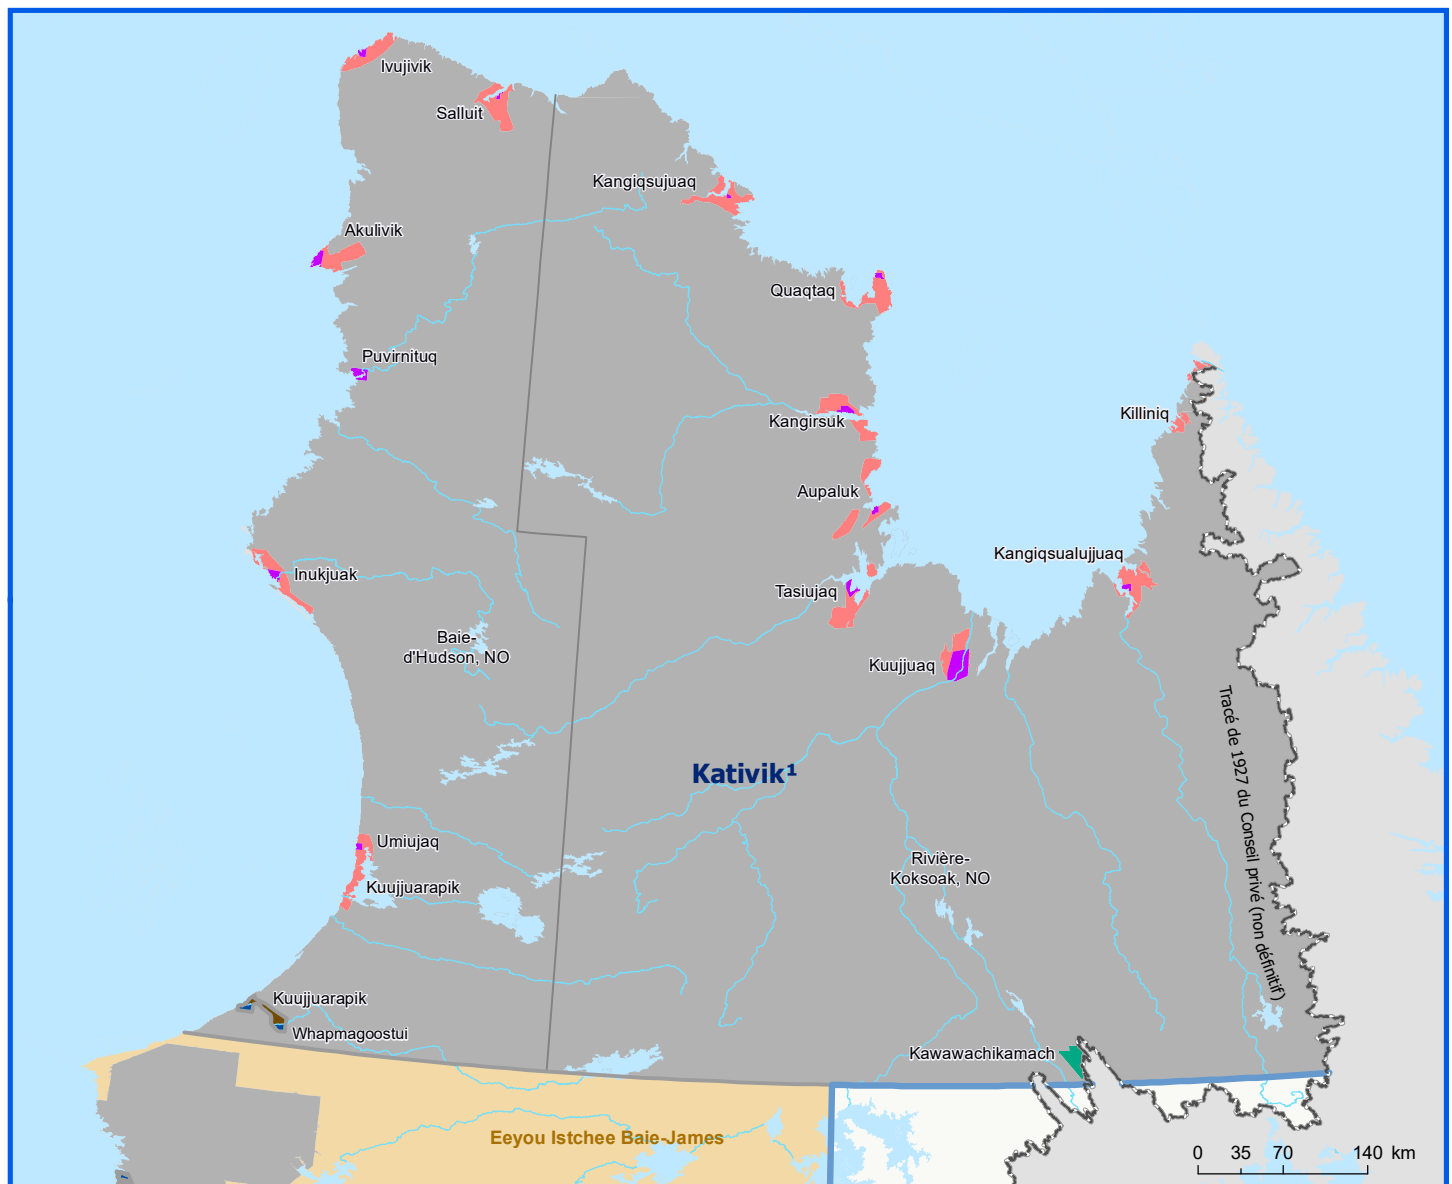 Ivujivik
Salluit
Kangiqsujuaq
Akulivik
Quaqtaq
Puvirnituq
Kangirsuk
Killiniq
Aupaluk
Kangiqsualujjuaq
Inukjuak
Tasiujaq
Baie-
d'Hudson, NO
Kuujjuaq
Tracé de 1927 du Conseil privé (non définitif)
Kativik¹
Umiujaq
Kuujjuarapik
Rivière-
Koksoak, NO
Kuujjuarapik
Whapmagoostui
Kawawachikamach
Eeyou Istchee Baie-James
0 35 70 140 km